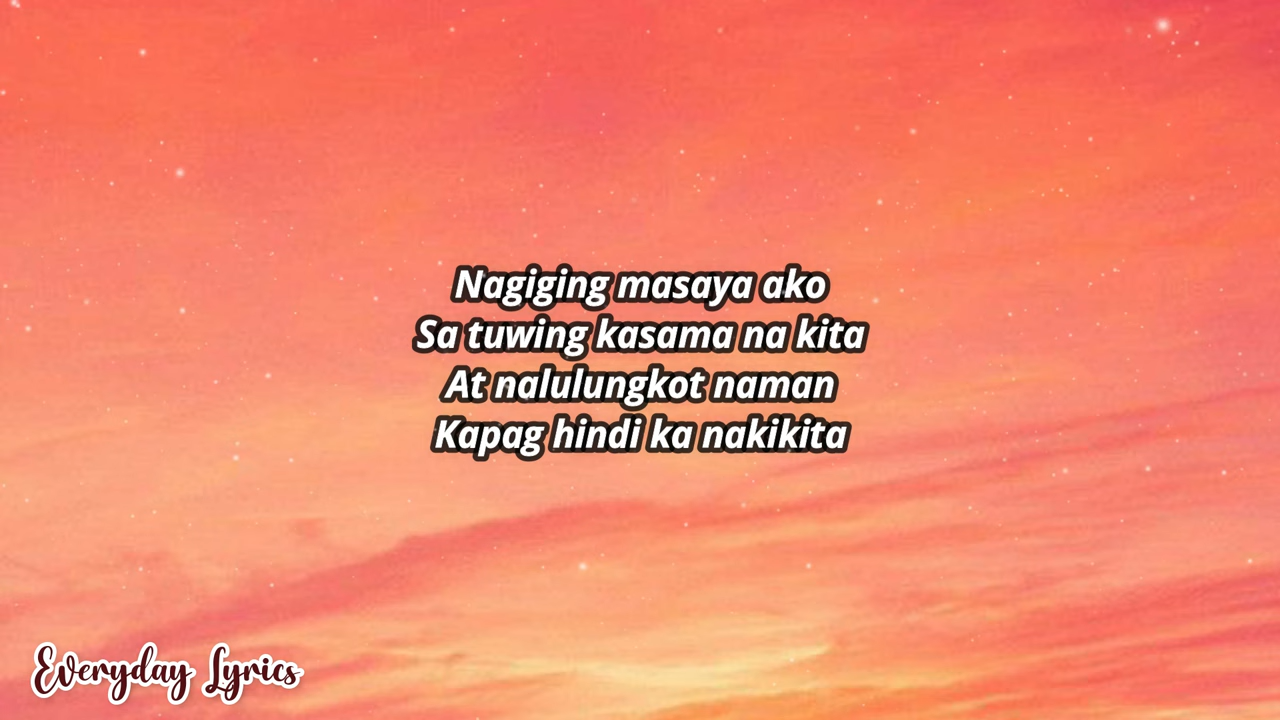 Nagiging masaya ako
Sa tuwing kasama na kita
At nalulungkot naman
Kapag hindi ka nakikita
Everyday Lyrics